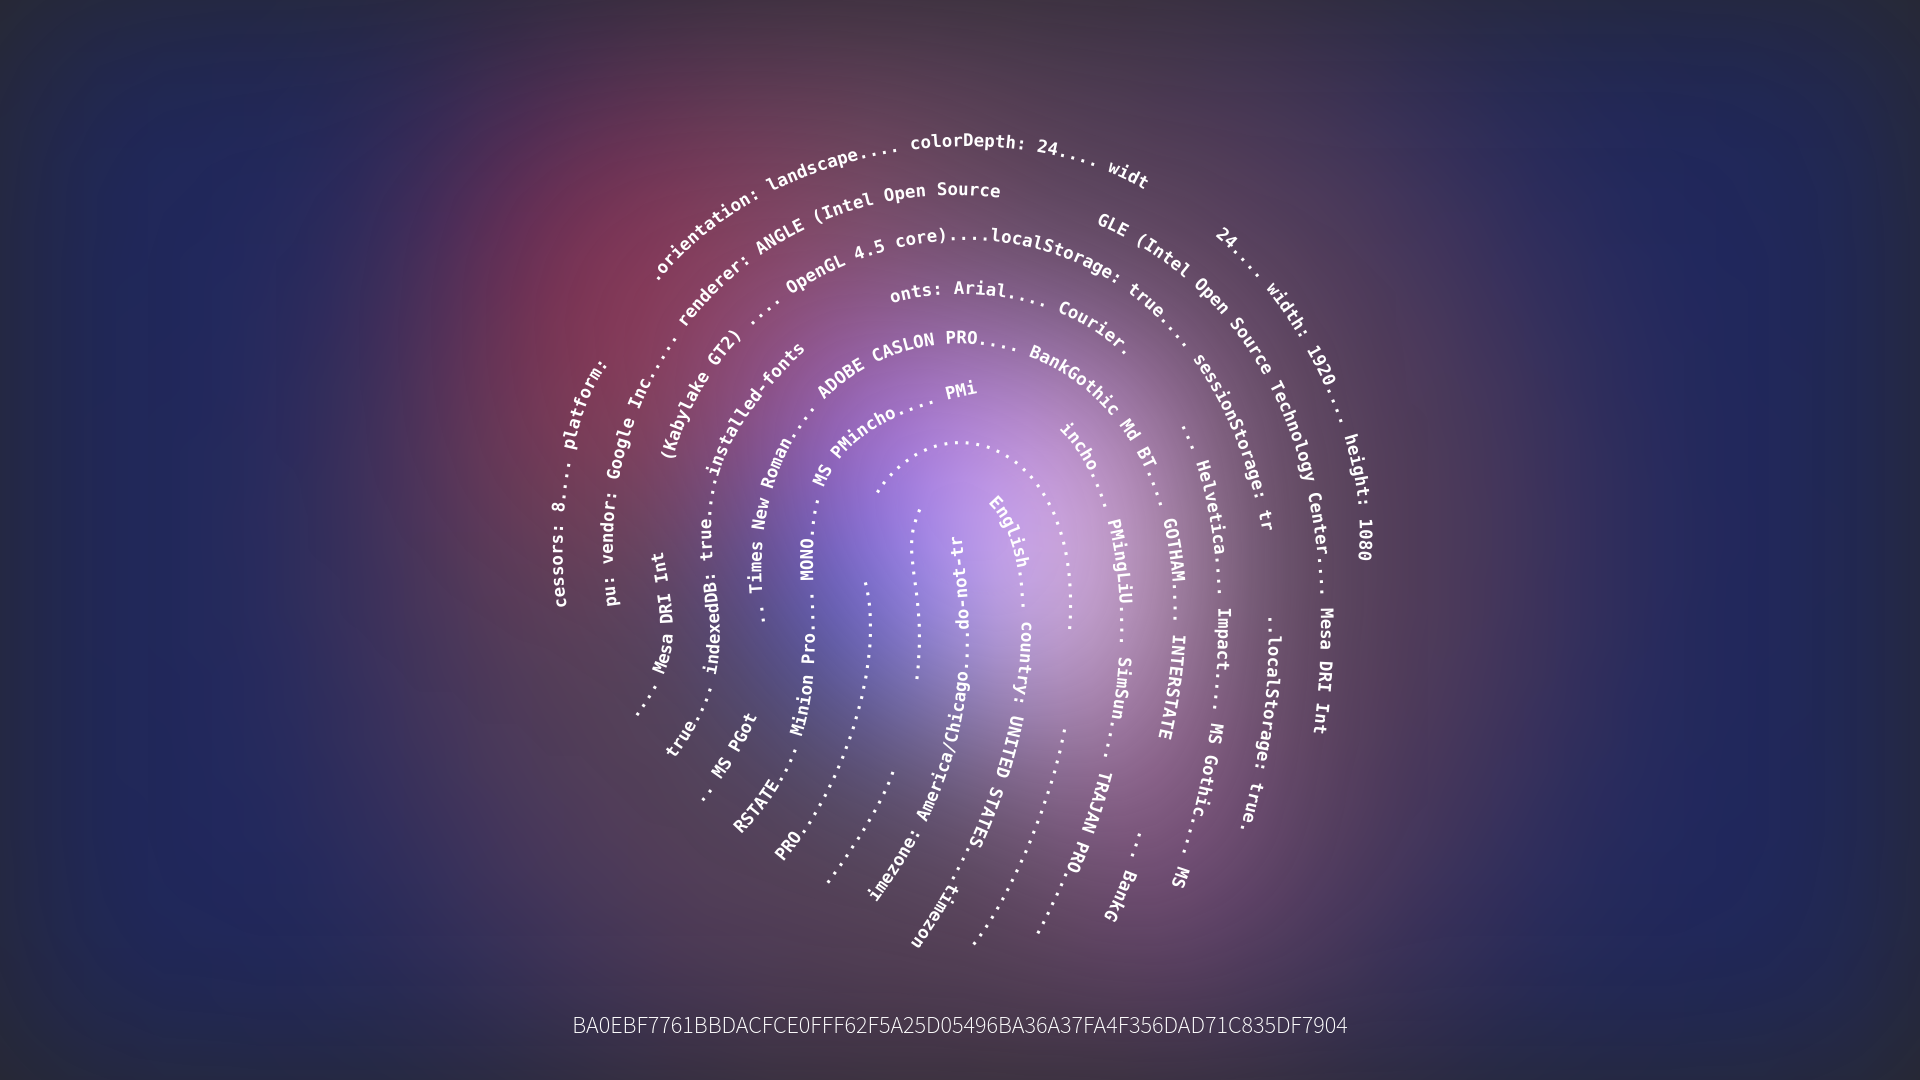 cessors: 8.... platform:
.orientation: landscape.... colorDepth: 24.... widt
24.... width: 1920.... height: 1080
pu: vendor: Google Inc..... renderer: ANGLE (Intel Open Source
GLE (Intel Open Source Technology Center.... Mesa DRI Int
.... Mesa DRI Int
(Kabylake GT2) .... OpenGL 4.5 core)....localStorage: true.... sessionStorage: tr
..localStorage: true.
true.... indexedDB: true....installed-fonts
onts: Arial.... Courier.
... Helvetica.... Impact.... MS Gothic.... MS
.. MS PGot
.. Times New Roman.... ADOBE CASLON PRO.... BankGothic Md BT.... GOTHAM.... INTERSTATE
.... BankG
RSTATE.... Minion Pro.... MONO.... MS PMincho.... PMi
incho.... PMingLiU.... SimSun.... TRAJAN PRO.......
PRO..........................
English.... country: UNITED STATES.....timezon
imezone: America/Chicago....do-not-tr
BA0EBF7761BBDACFCE0FFF62F5A25D05496BA36A37FA4F356DAD71C835DF7904